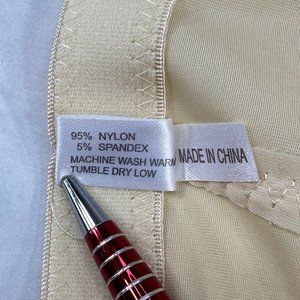 95% NYLON
5% SPANDEX
MACHINE WASH WARM
TUMBLE DRY LOW
MADE IN CHINA